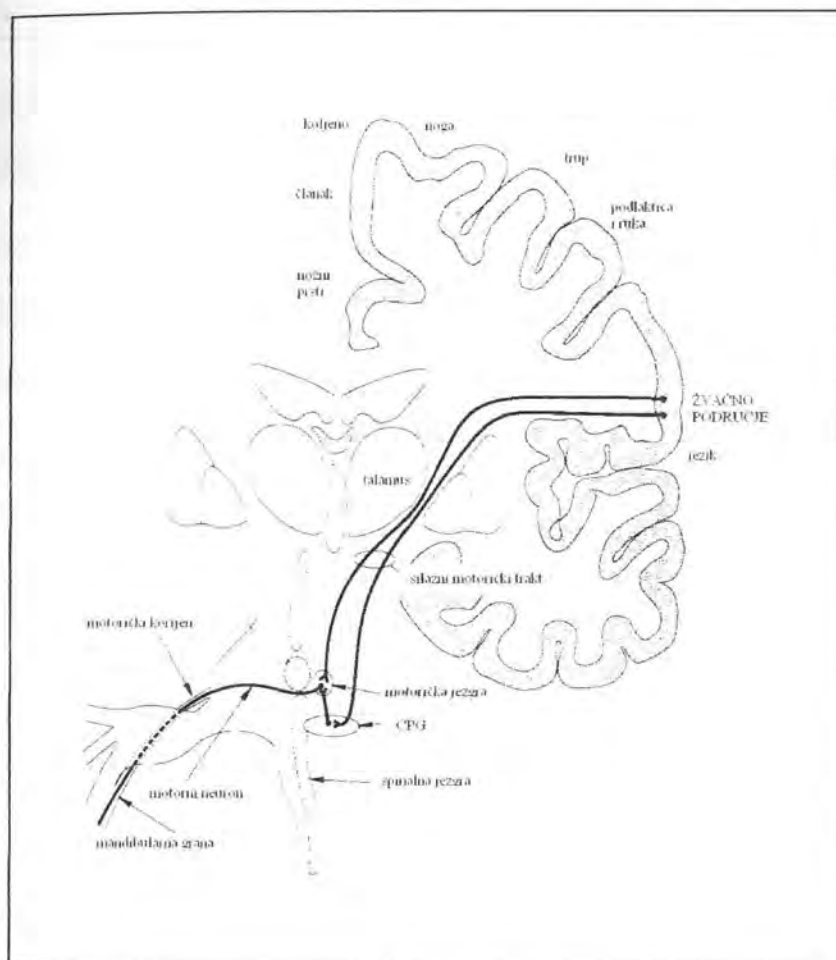 koljeno
noga
trup
članak
podlaktica
i ruka
nožni
prsti
ŽVAČNO
PODRUČJE
jezik
talamus
silazni motorički trakt
motorički korijen
motorička jezgra
CPG
spinalna jezgra
motorni neuron
mandibularna grana